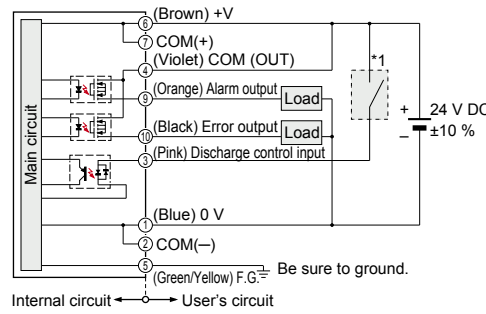 (Brown) +V
6
7 COM(+)
(Violet) COM (OUT)
4
*1
(Orange) Alarm output
9
Load
+ 24 V DC
– ±10 %
(Black) Error output
10
Load
(Pink) Discharge control input
3
Main circuit
(Blue) 0 V
1
2 COM(—)
5
(Green/Yellow) F.G.
Be sure to ground.
Internal circuit
User's circuit